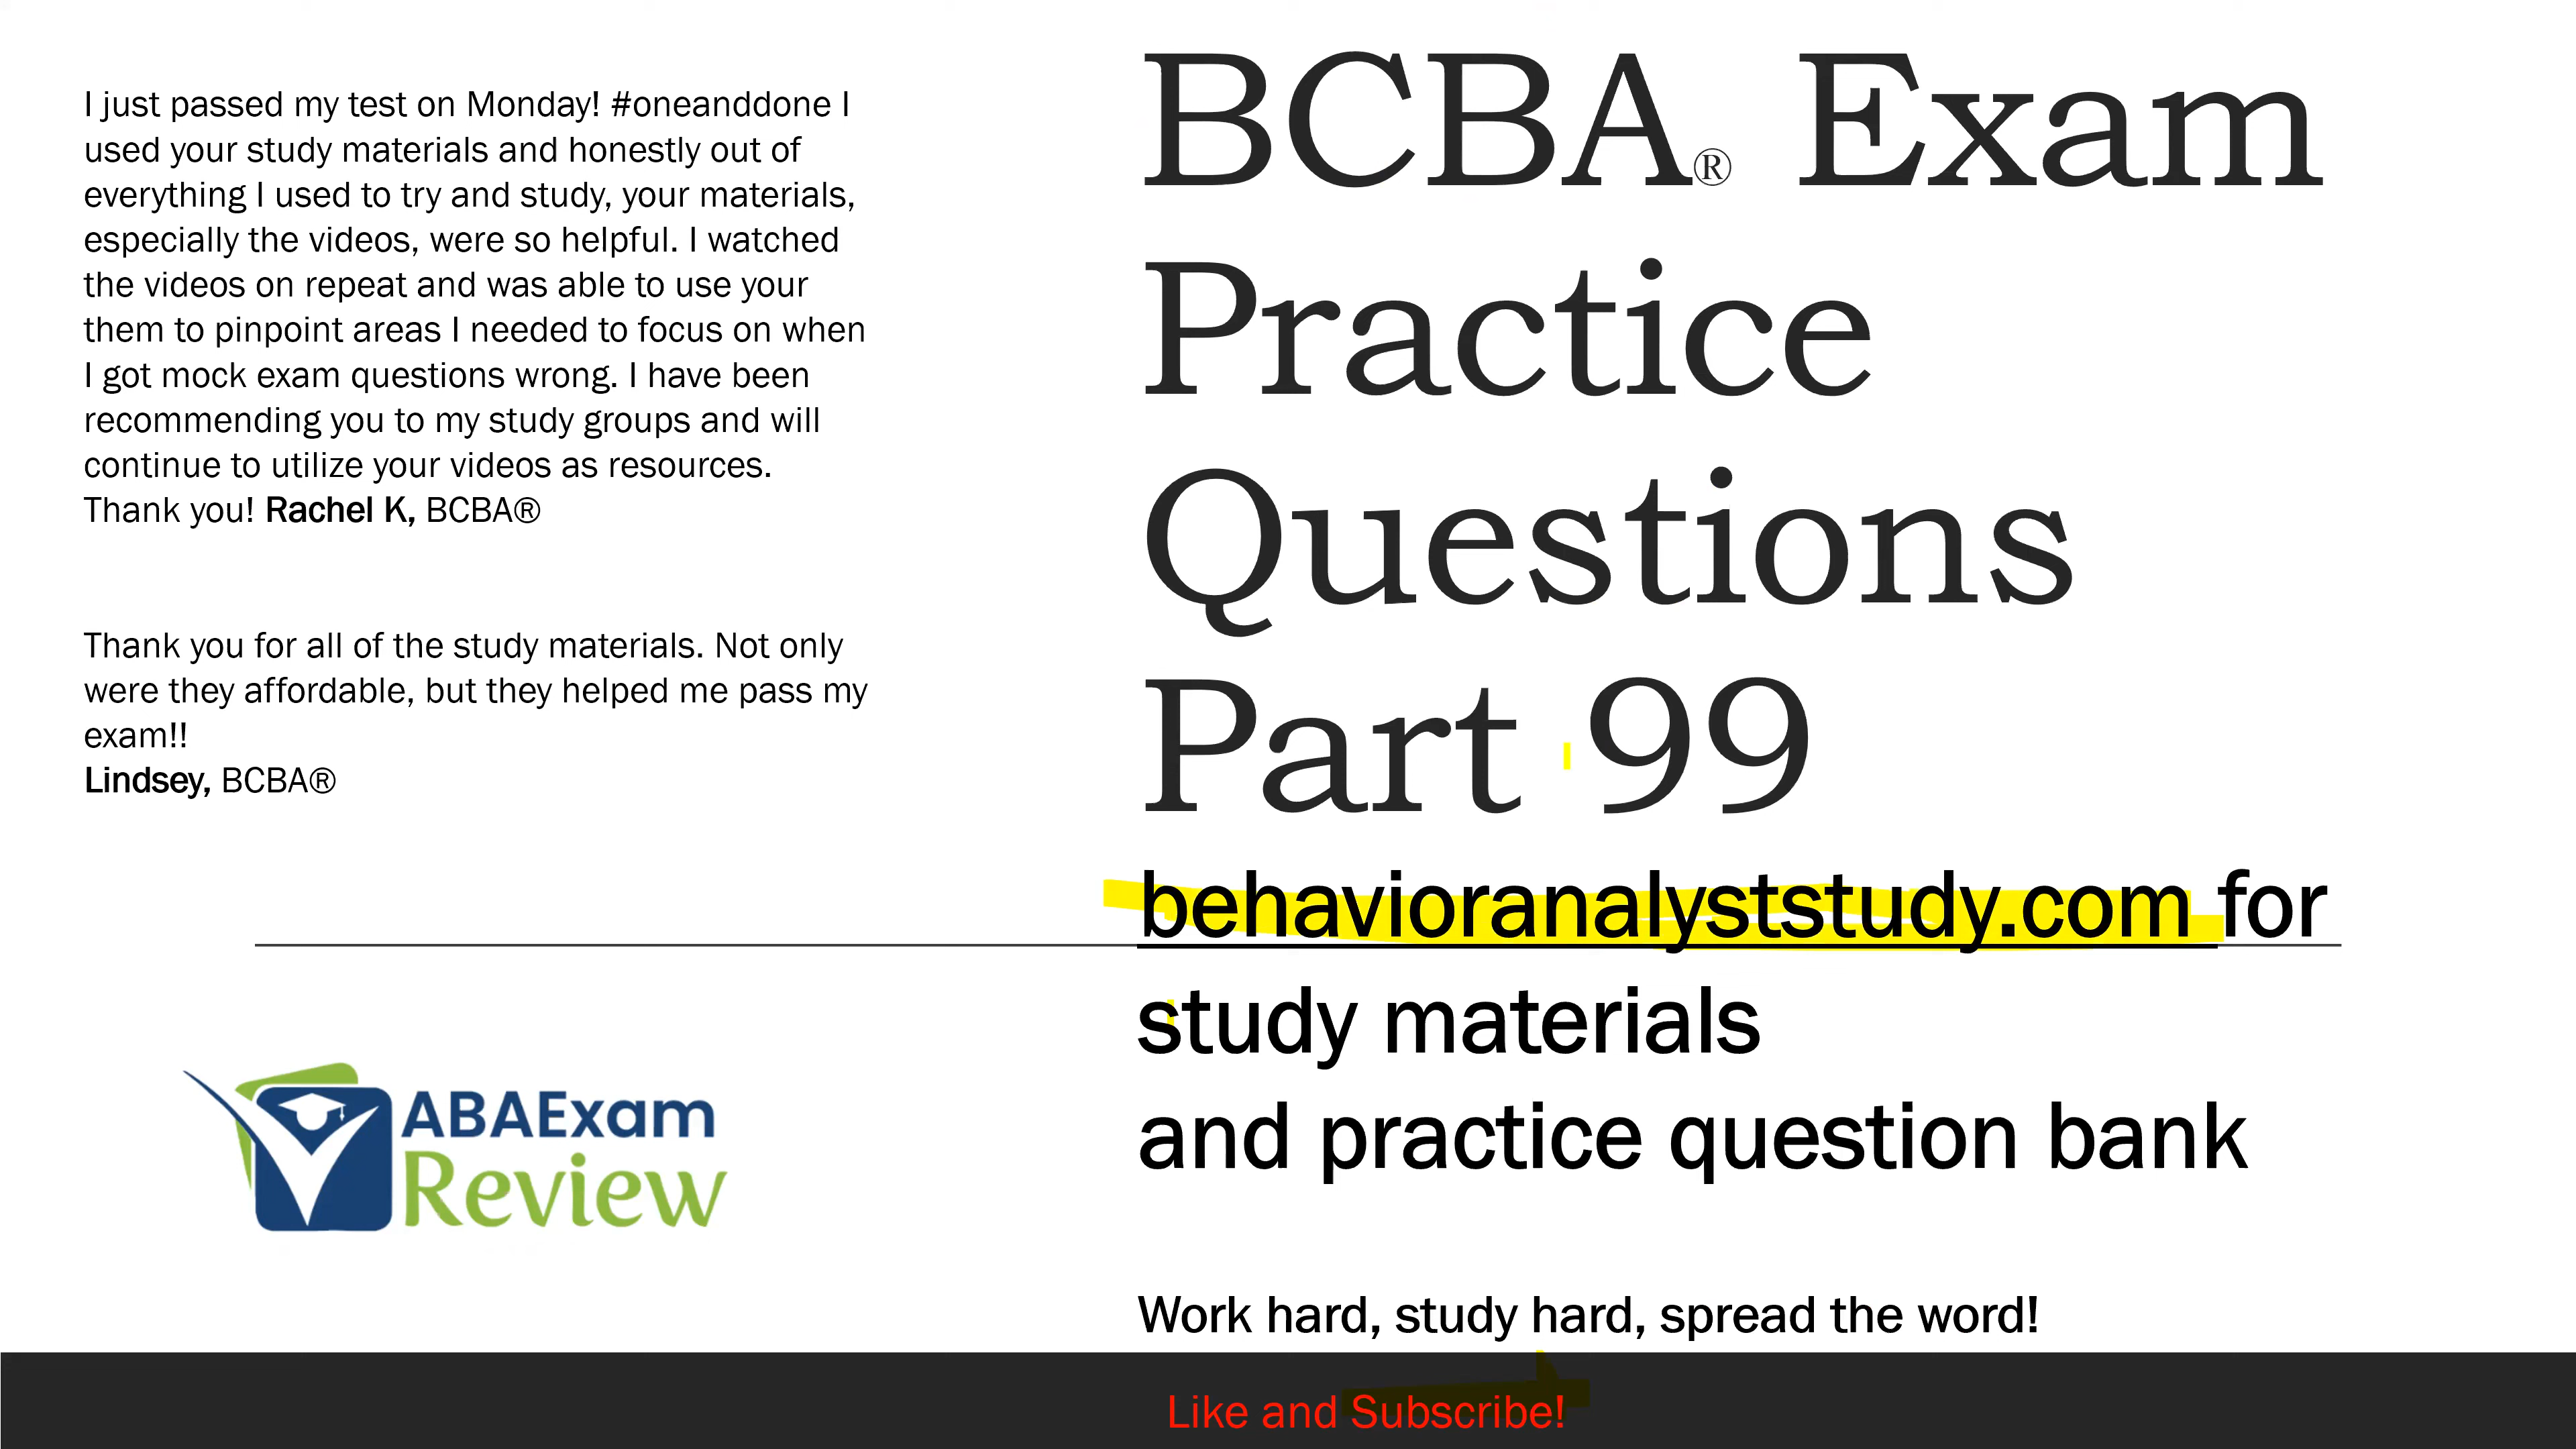 I just passed my test on Monday! #oneanddone I
used your study materials and honestly out of
everything I used to try and study, your materials,
especially the videos, were so helpful. I watched
the videos on repeat and was able to use your
them to pinpoint areas I needed to focus on when
I got mock exam questions wrong. I have been
recommending you to my study groups and will
continue to utilize your videos as resources.
Thank you! Rachel K, BCBA®
Thank you for all of the study materials. Not only
were they affordable, but they helped me pass my
exam!!
Lindsey, BCBA®
ABAExam
Review
BCBA® Exam
Practice
Questions
Part 99
behavioranalyststudy.com for
study materials
and practice question bank
Work hard, study hard, spread the word!
Like and Subscribe!